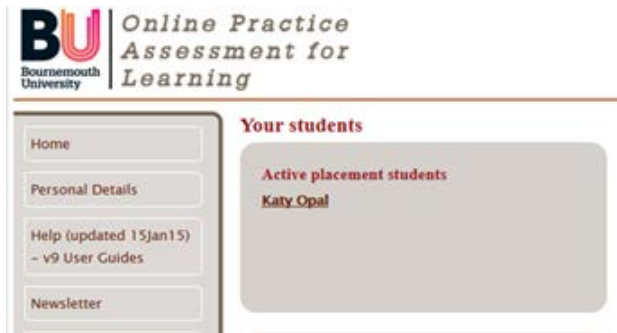 BU
Bournemouth
University
Online Practice
Assessment for
Learning
Home
Personal Details
Help (updated 15Jan15)
– v9 User Guides
Newsletter
Your students
Active placement students
Katy Opal